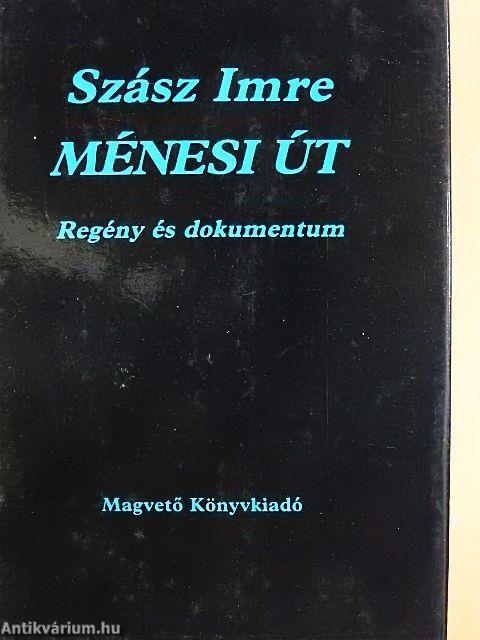 Szász Imre
MÉNESI ÚT
Regény és dokumentum
Magvető Könyvkiadó
Antikvárium.hu